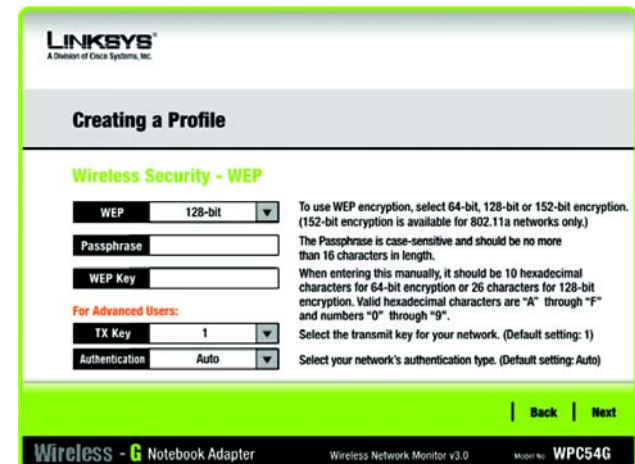 LINKSYS®
A Division of Cisco Systems, Inc.
Creating a Profile
Wireless Security - WEP
WEP 128-bit
To use WEP encryption, select 64-bit, 128-bit or 152-bit encryption.
(152-bit encryption is available for 802.11a networks only.)
Passphrase
The Passphrase is case-sensitive and should be no more
than 16 characters in length.
WEP Key
When entering this manually, it should be 10 hexadecimal
characters for 64-bit encryption or 26 characters for 128-bit
encryption. Valid hexadecimal characters are “A” through “F”
and numbers “0” through “9”.
For Advanced Users:
TX Key 1
Select the transmit key for your network. (Default setting: 1)
Authentication Auto
Select your network’s authentication type. (Default setting: Auto)
Back Next
Wireless - G Notebook Adapter Wireless Network Monitor v3.0 Model No. WPC54G